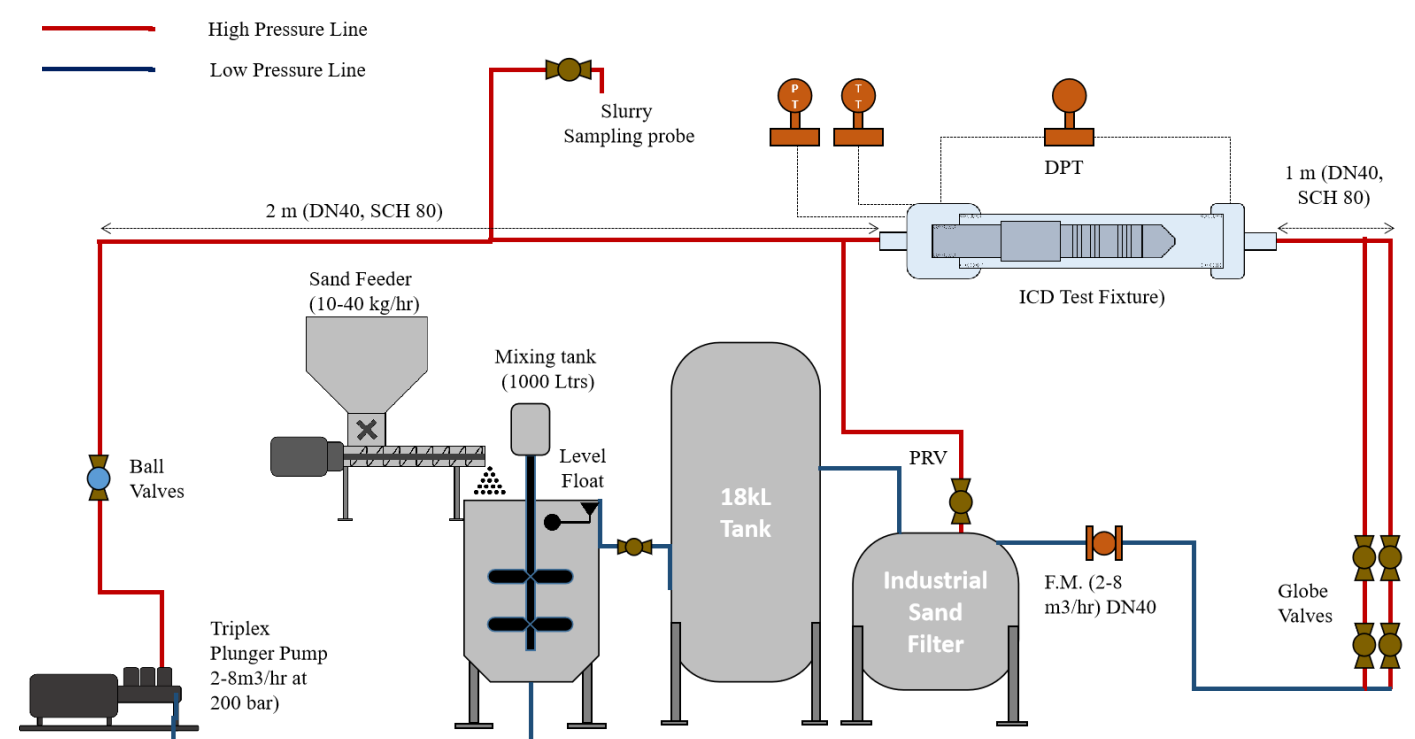 High Pressure Line
Low Pressure Line
Slurry
Sampling probe
P
T
T
T
DPT
1 m (DN40,
SCH 80)
2 m (DN40, SCH 80)
ICD Test Fixture)
Sand Feeder
(10-40 kg/hr)
Mixing tank
(1000 Ltrs)
Level
Float
Ball
Valves
18kL
Tank
PRV
Industrial
Sand
Filter
F.M. (2-8
m3/hr) DN40
Globe
Valves
Triplex
Plunger Pump
2-8m3/hr at
200 bar)